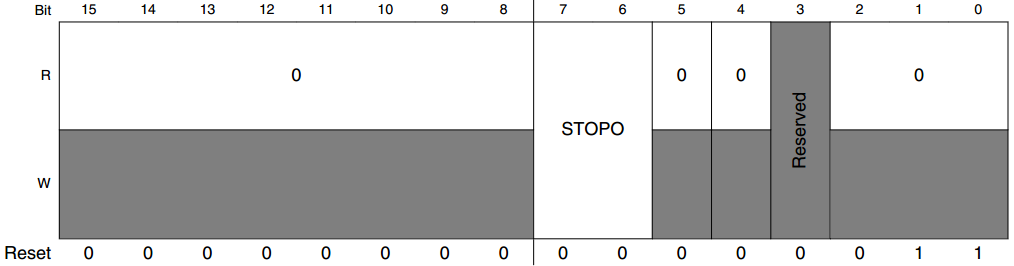 Bit 15 14 13 12 11 10 9 8 7 6 5 4 3 2 1 0
R 0 0 0 0
STOPO
Reserved
W
Reset 0 0 0 0 0 0 0 0 0 0 0 0 0 0 1 1